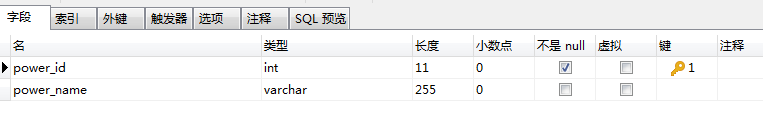 字段 索引 外键 触发器 选项 注释 SQL 预览
名 类型 长度 小数点 不是 null 虚拟 键 注释
power_id int 11 0 1
power_name varchar 255 0